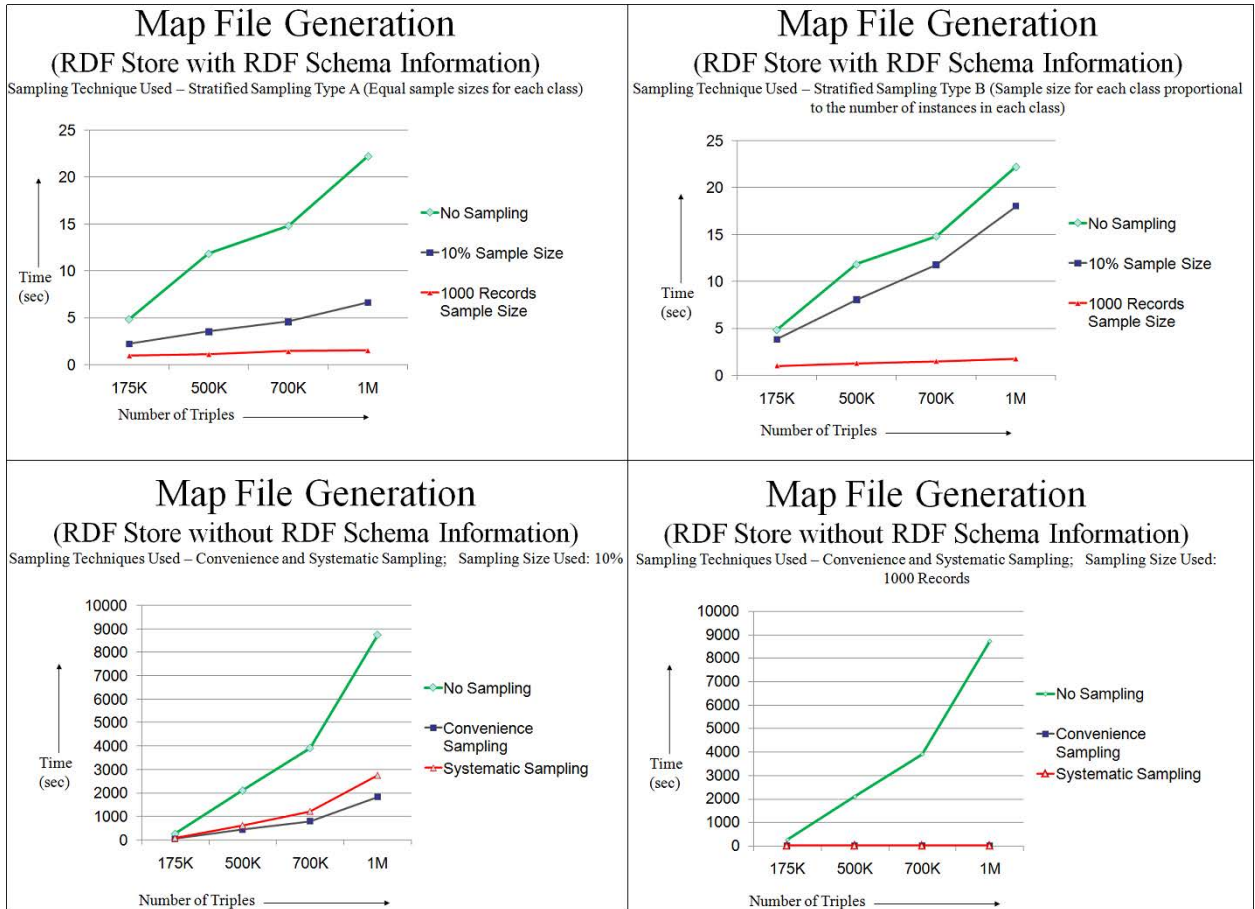 Map File Generation
(RDF Store with RDF Schema Information)
Sampling Technique Used – Stratified Sampling Type A (Equal sample sizes for each class)
25
20
15
10
5
0
Time
(sec)
175K 500K 700K 1M
Number of Triples
No Sampling
10% Sample Size
1000 Records
Sample Size
Map File Generation
(RDF Store with RDF Schema Information)
Sampling Technique Used – Stratified Sampling Type B (Sample size for each class proportional
to the number of instances in each class)
25
20
15
10
5
0
Time
(sec)
175K 500K 700K 1M
Number of Triples
No Sampling
10% Sample Size
1000 Records
Sample Size
Map File Generation
(RDF Store without RDF Schema Information)
Sampling Techniques Used – Convenience and Systematic Sampling; Sampling Size Used: 10%
10000
9000
8000
7000
6000
5000
4000
3000
2000
1000
0
Time
(sec)
175K 500K 700K 1M
Number of Triples
No Sampling
Convenience
Sampling
Systematic Sampling
Map File Generation
(RDF Store without RDF Schema Information)
Sampling Techniques Used – Convenience and Systematic Sampling; Sampling Size Used:
1000 Records
10000
9000
8000
7000
6000
5000
4000
3000
2000
1000
0
Time
(sec)
175K 500K 700K 1M
Number of Triples
No Sampling
Convenience
Sampling
Systematic Sampling